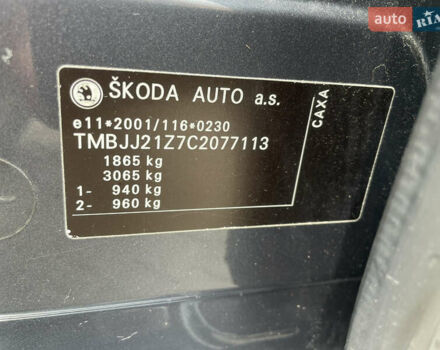 auto RIA
ŠKODA AUTO a.s.
e11*2001/116*0230
TMBJJ21Z7C2077113
1865 kg
3065 kg
1- 940 kg
2- 960 kg
CAXA